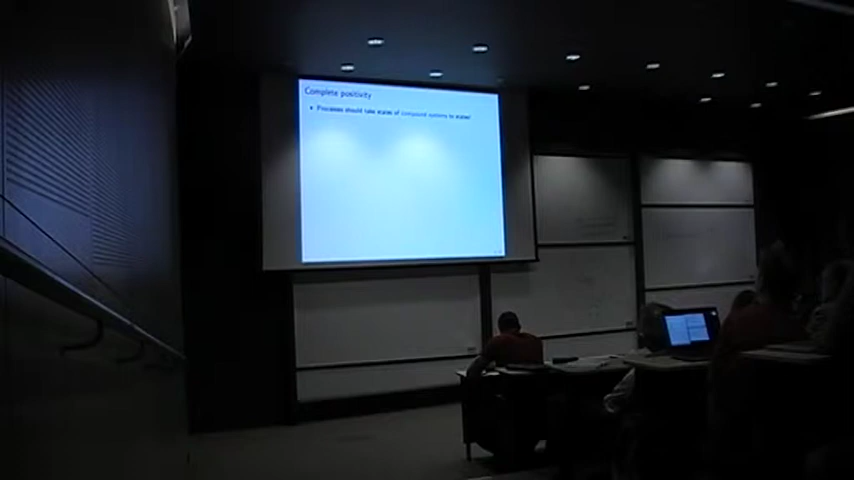 Complete positivity
• Processes should take states of compound systems to states!